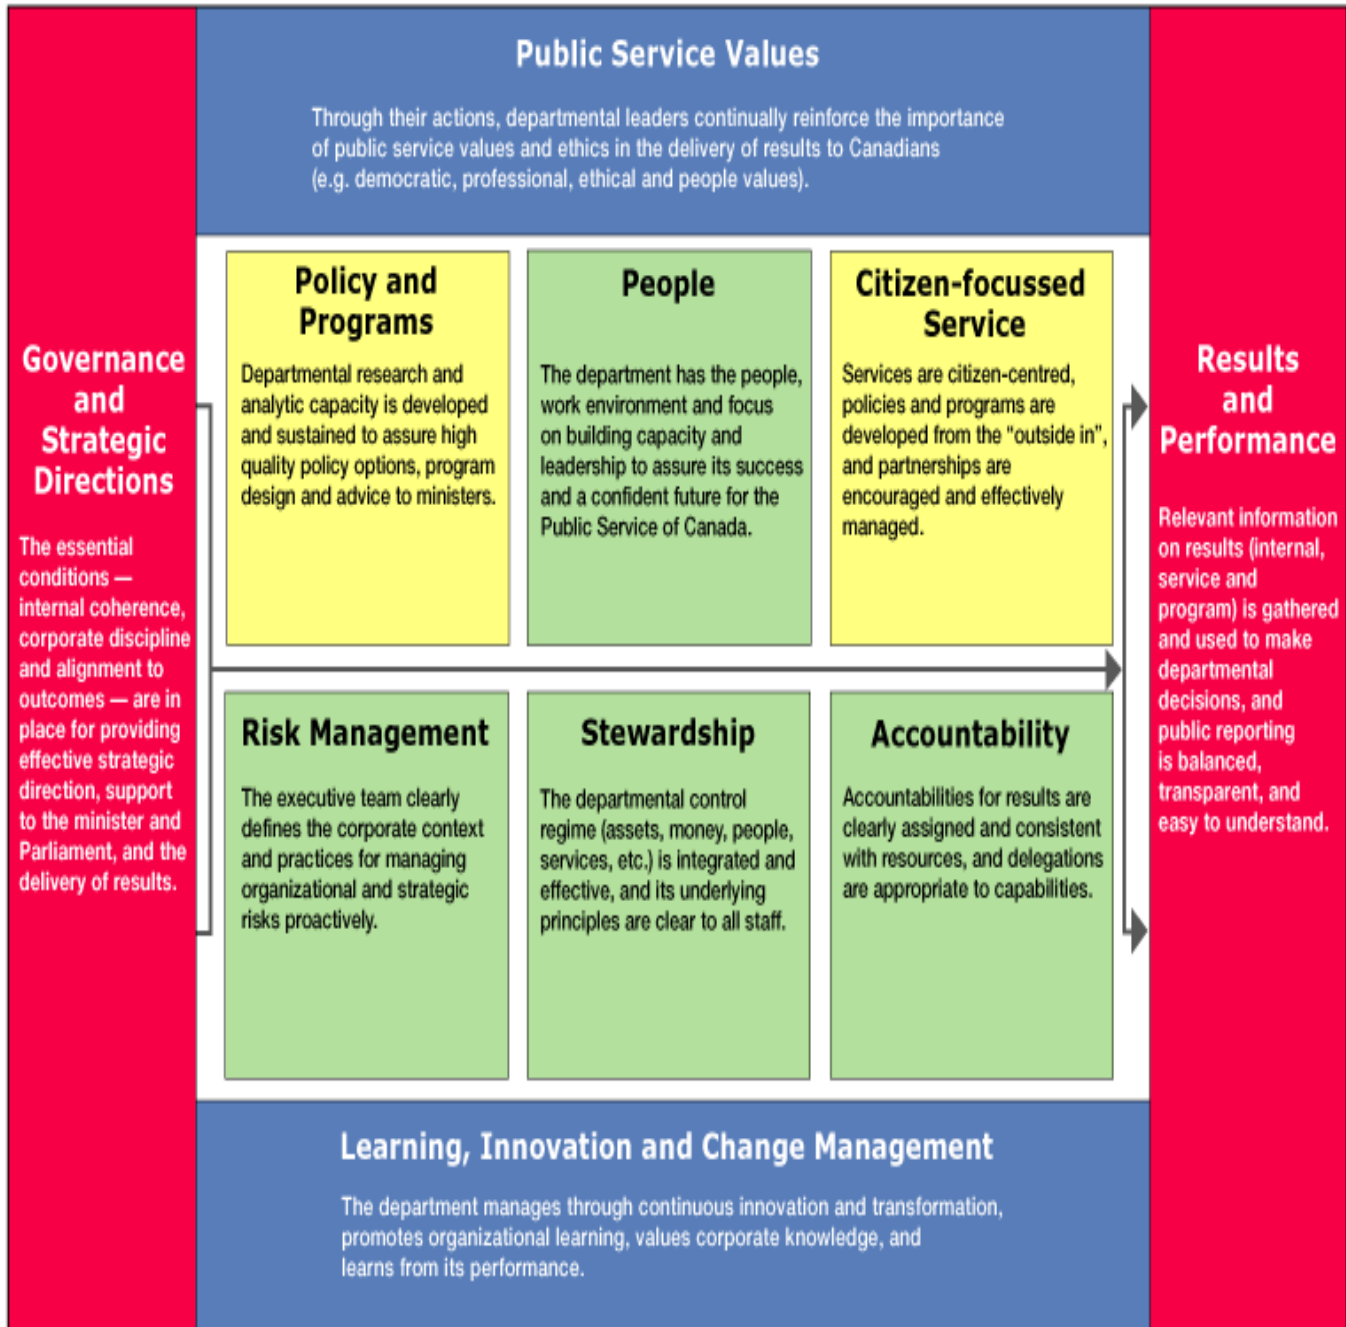 Public Service Values
Through their actions, departmental leaders continually reinforce the importance
of public service values and ethics in the delivery of results to Canadians
(e.g. democratic, professional, ethical and people values).
Governance
and
Strategic
Directions
The essential
conditions —
internal coherence,
corporate discipline
and alignment to
outcomes — are in
place for providing
effective strategic
direction, support
to the minister and
Parliament, and the
delivery of results.
Policy and
Programs
Departmental research and
analytic capacity is developed
and sustained to assure high
quality policy options, program
design and advice to ministers.
People
The department has the people,
work environment and focus
on building capacity and
leadership to assure its success
and a confident future for the
Public Service of Canada.
Citizen-focussed
Service
Services are citizen-centred,
policies and programs are
developed from the "outside in",
and partnerships are
encouraged and effectively
managed.
Risk Management
The executive team clearly
defines the corporate context
and practices for managing
organizational and strategic
risks proactively.
Stewardship
The departmental control
regime (assets, money, people,
services, etc.) is integrated and
effective, and its underlying
principles are clear to all staff.
Accountability
Accountabilities for results are
clearly assigned and consistent
with resources, and delegations
are appropriate to capabilities.
Results
and
Performance
Relevant information
on results (internal,
service and
program) is gathered
and used to make
departmental
decisions, and
public reporting
is balanced,
transparent, and
easy to understand.
Learning, Innovation and Change Management
The department manages through continuous innovation and transformation,
promotes organizational learning, values corporate knowledge, and
learns from its performance.